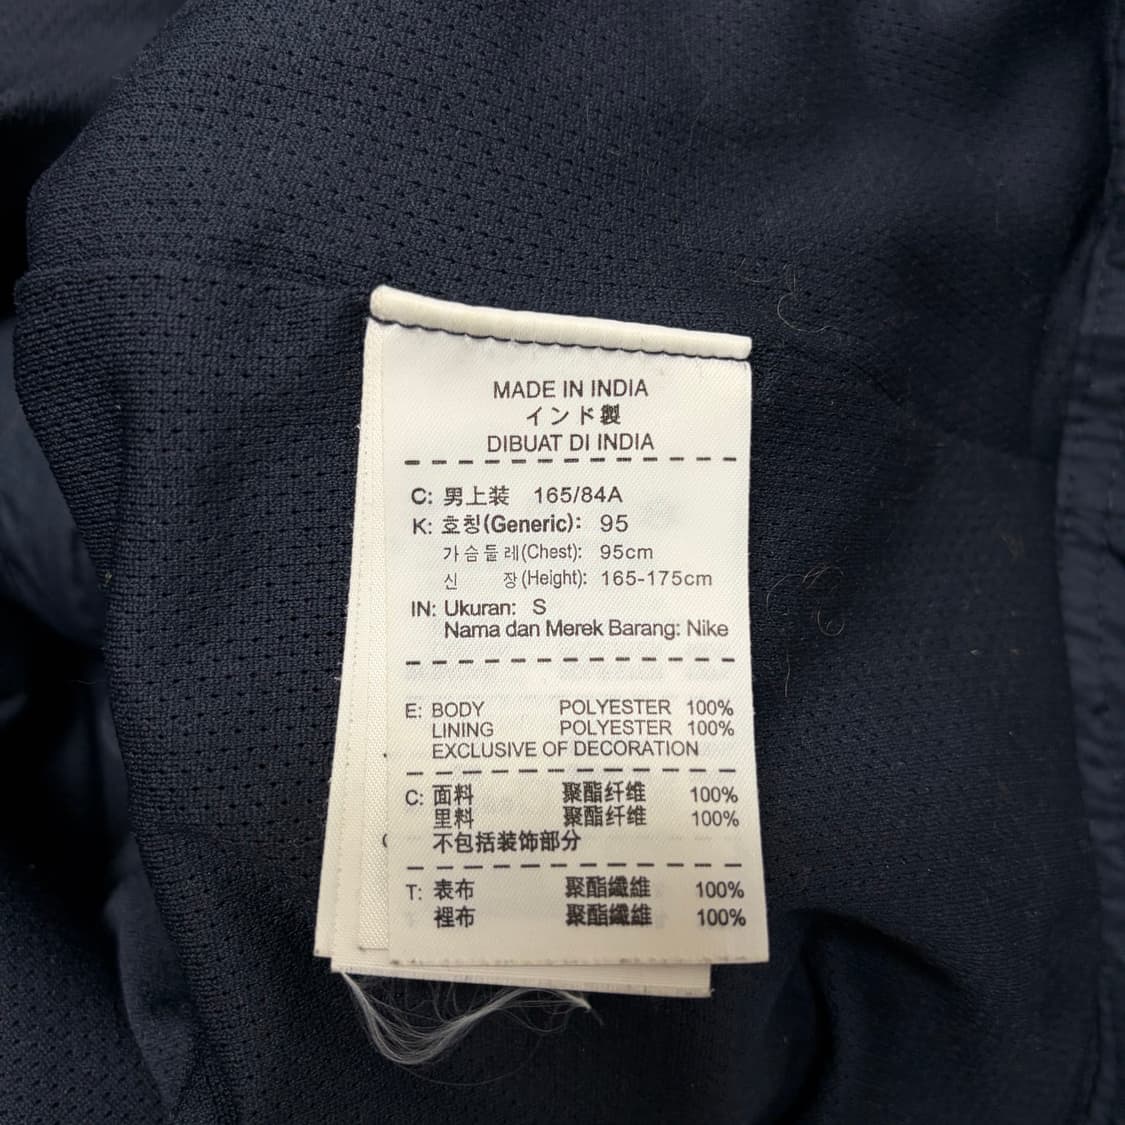 MADE IN INDIA
インド製
DIBUAT DI INDIA
C: 男上装 165/84A
K: 호칭(Generic): 95
가슴둘레(Chest): 95cm
신 장(Height): 165-175cm
IN: Ukuran: S
Nama dan Merek Barang: Nike
E: BODY POLYESTER 100%
LINING POLYESTER 100%
EXCLUSIVE OF DECORATION
C: 面料 聚酯纤维 100%
里料 聚酯纤维 100%
不包括装饰部分
T: 表布 聚酯纖維 100%
裡布 聚酯纖維 100%